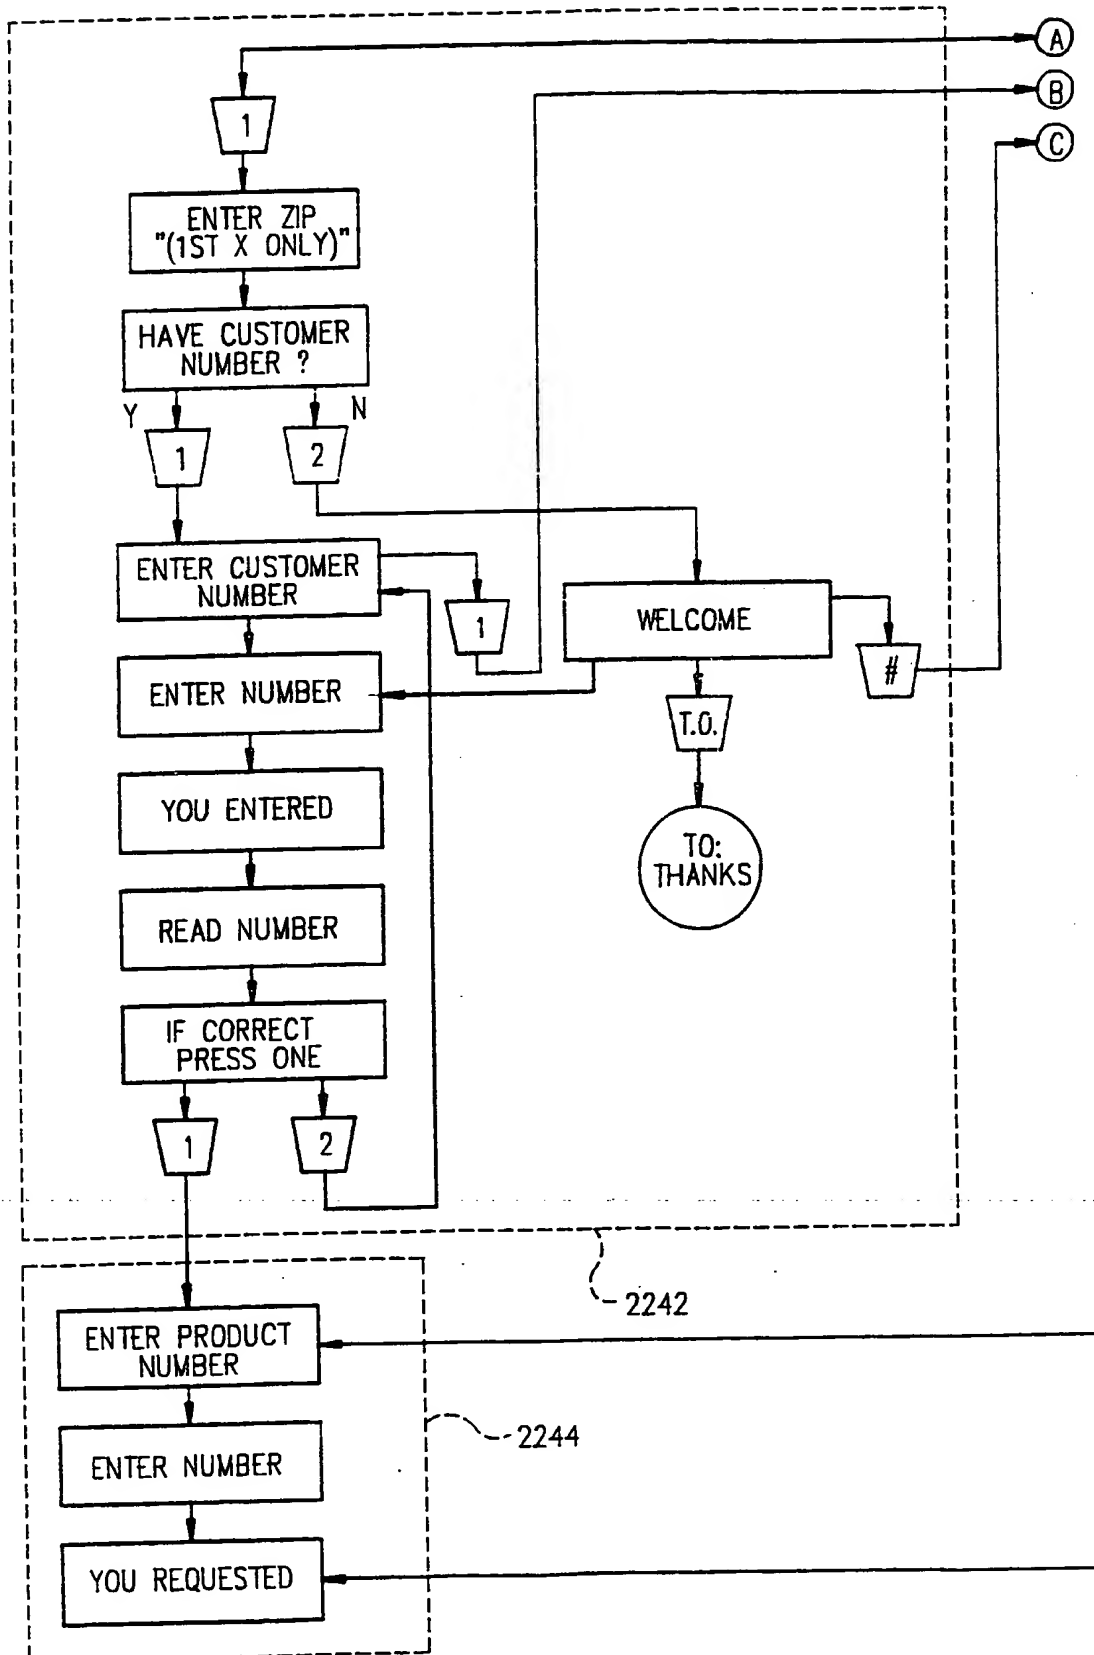 A
B
C
1
ENTER ZIP
"(1ST X ONLY)"
HAVE CUSTOMER
NUMBER ?
Y
N
1
2
ENTER CUSTOMER
NUMBER
1
WELCOME
#
ENTER NUMBER
T.O.
YOU ENTERED
TO:
THANKS
READ NUMBER
IF CORRECT
PRESS ONE
1
2
2242
ENTER PRODUCT
NUMBER
2244
ENTER NUMBER
YOU REQUESTED